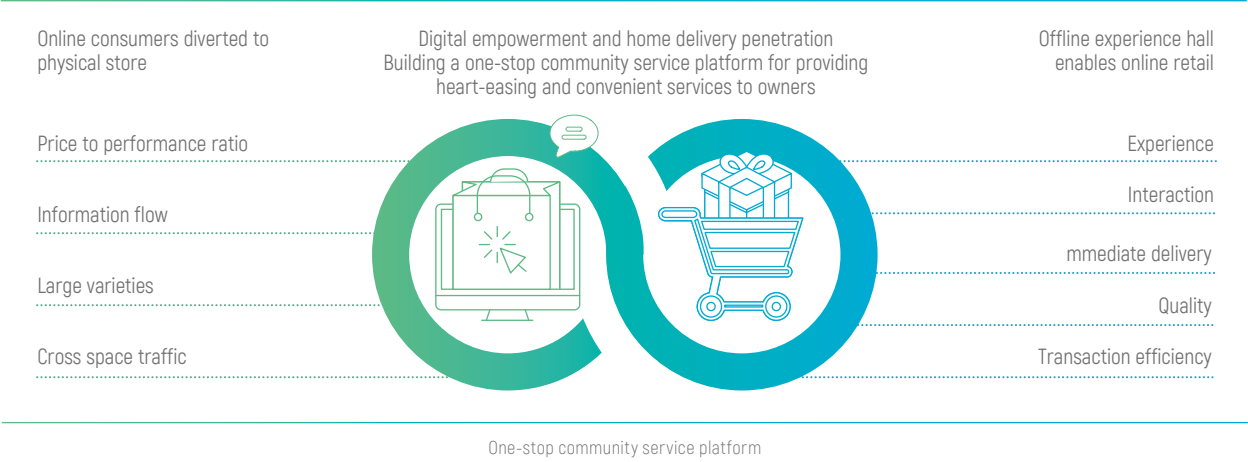 Online consumers diverted to
physical store
Digital empowerment and home delivery penetration
Building a one-stop community service platform for providing
heart-easing and convenient services to owners
Offline experience hall
enables online retail
Price to performance ratio
Information flow
Large varieties
Cross space traffic
Experience
Interaction
mmediate delivery
Quality
Transaction efficiency
One-stop community service platform